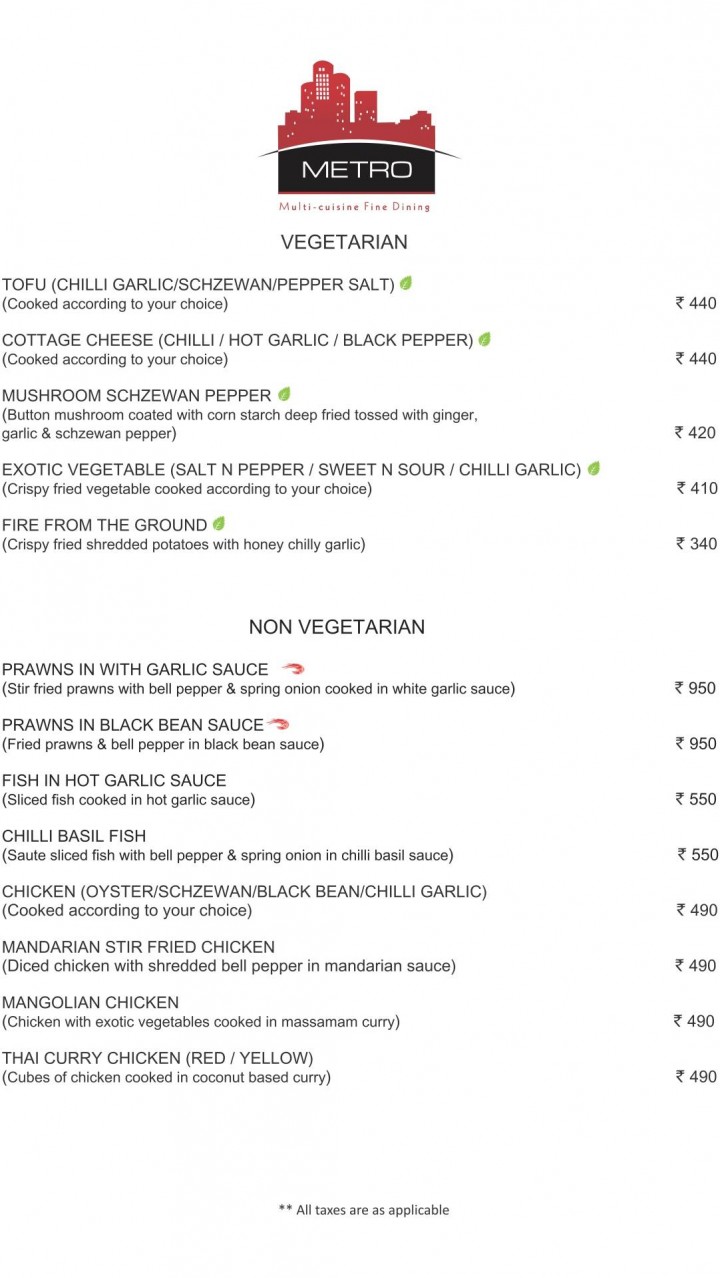 METRO
Multi-cuisine Fine Dining
VEGETARIAN
TOFU (CHILLI GARLIC/SCHZEWAN/PEPPER SALT)
(Cooked according to your choice) ₹ 440
COTTAGE CHEESE (CHILLI / HOT GARLIC / BLACK PEPPER)
(Cooked according to your choice) ₹ 440
MUSHROOM SCHZEWAN PEPPER
(Button mushroom coated with corn starch deep fried tossed with ginger,
garlic & schzewan pepper) ₹ 420
EXOTIC VEGETABLE (SALT N PEPPER / SWEET N SOUR / CHILLI GARLIC)
(Crispy fried vegetable cooked according to your choice) ₹ 410
FIRE FROM THE GROUND
(Crispy fried shredded potatoes with honey chilly garlic) ₹ 340
NON VEGETARIAN
PRAWNS IN WITH GARLIC SAUCE
(Stir fried prawns with bell pepper & spring onion cooked in white garlic sauce) ₹ 950
PRAWNS IN BLACK BEAN SAUCE
(Fried prawns & bell pepper in black bean sauce) ₹ 950
FISH IN HOT GARLIC SAUCE
(Sliced fish cooked in hot garlic sauce) ₹ 550
CHILLI BASIL FISH
(Saute sliced fish with bell pepper & spring onion in chilli basil sauce) ₹ 550
CHICKEN (OYSTER/SCHZEWAN/BLACK BEAN/CHILLI GARLIC)
(Cooked according to your choice) ₹ 490
MANDARIAN STIR FRIED CHICKEN
(Diced chicken with shredded bell pepper in mandarian sauce) ₹ 490
MANGOLIAN CHICKEN
(Chicken with exotic vegetables cooked in massamam curry) ₹ 490
THAI CURRY CHICKEN (RED / YELLOW)
(Cubes of chicken cooked in coconut based curry) ₹ 490
** All taxes are as applicable